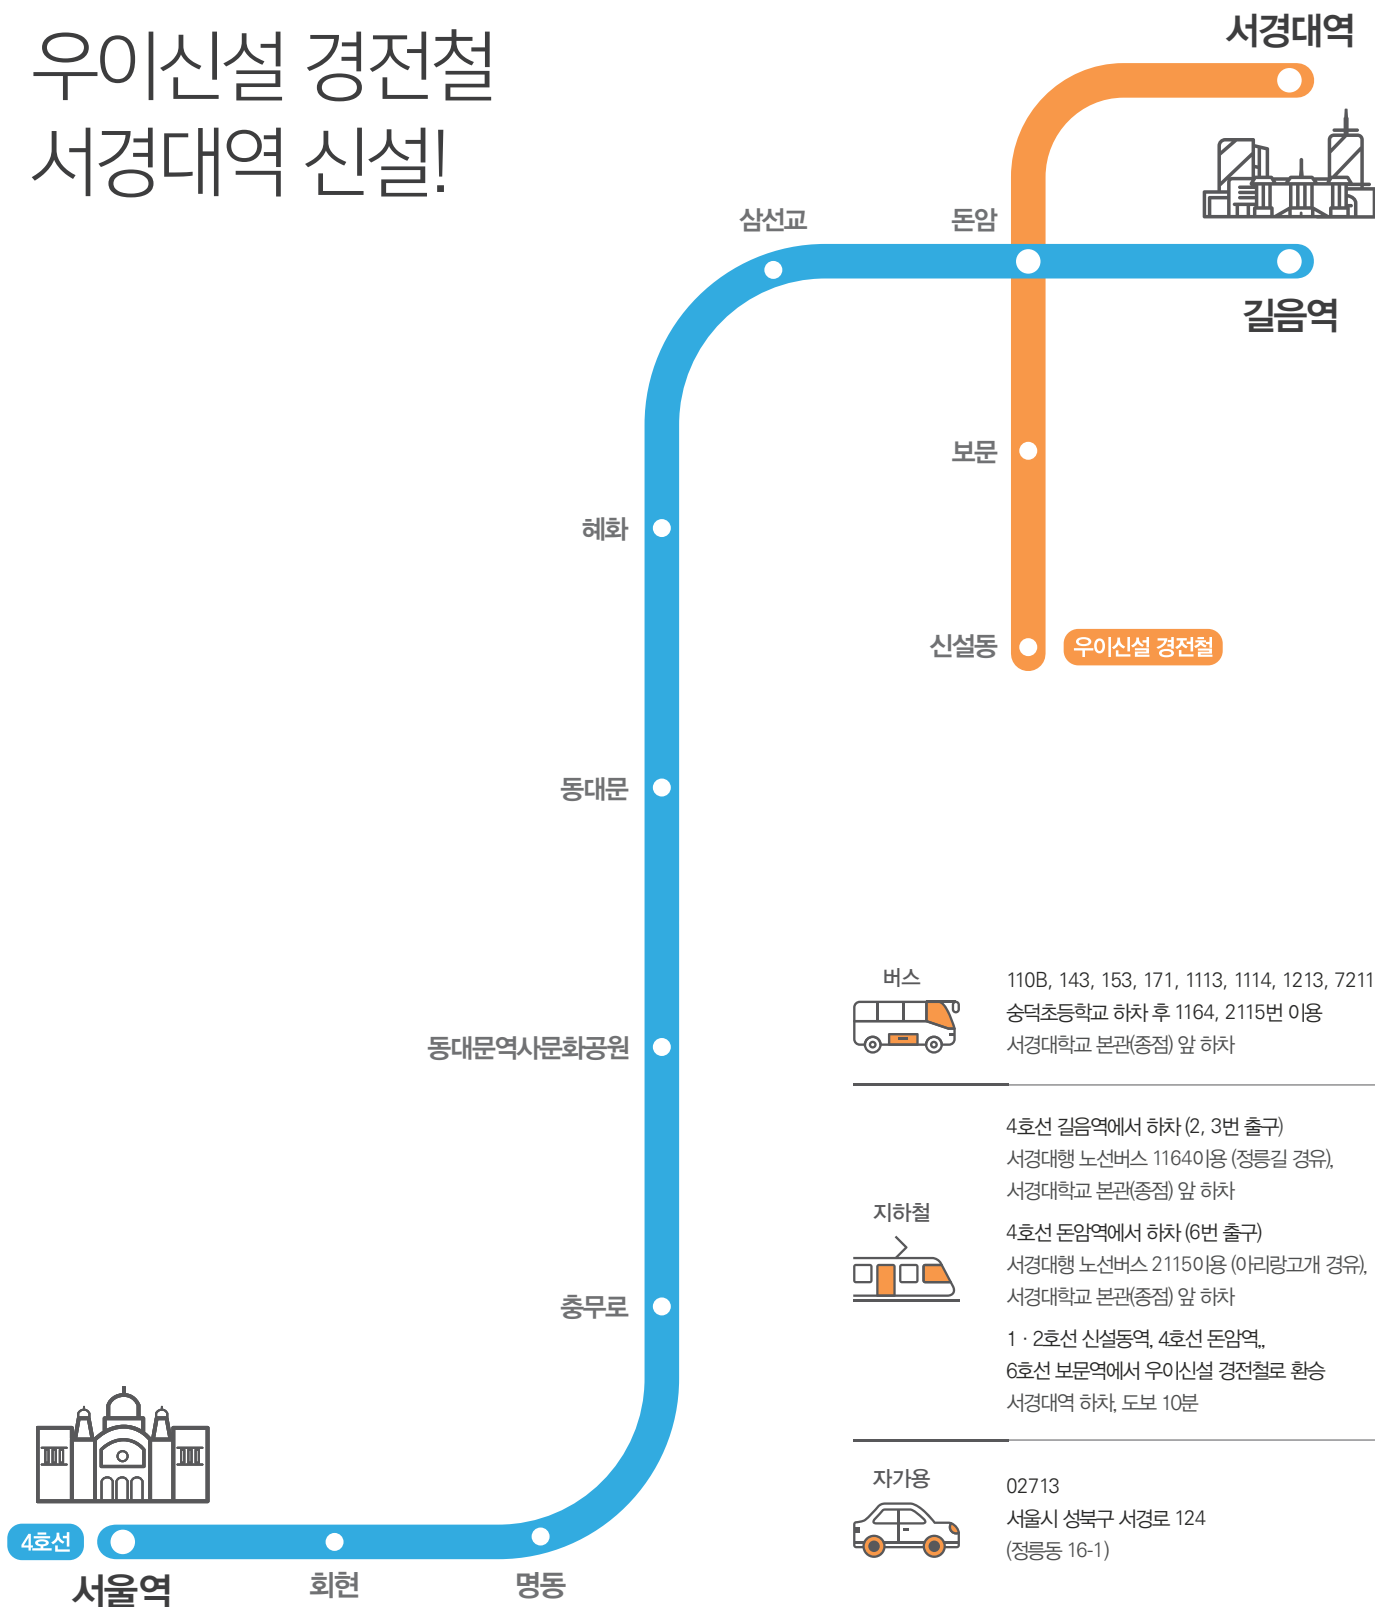 우이신설 경전철
서경대역 신설!
서경대역
삼선교
돈암
길음역
보문
혜화
신설동
우이신설 경전철
동대문
동대문역사문화공원
충무로
4호선
서울역
회현
명동
버스
110B, 143, 153, 171, 1113, 1114, 1213, 7211
숭덕초등학교 하차 후 1164, 2115번 이용
서경대학교 본관(종점) 앞 하차
지하철
4호선 길음역에서 하차 (2, 3번 출구)
서경대행 노선버스 1164이용 (정릉길 경유),
서경대학교 본관(종점) 앞 하차
4호선 돈암역에서 하차 (6번 출구)
서경대행 노선버스 2115이용 (아리랑고개 경유),
서경대학교 본관(종점) 앞 하차
1 · 2호선 신설동역, 4호선 돈암역,,
6호선 보문역에서 우이신설 경전철로 환승
서경대역 하차, 도보 10분
자가용
02713
서울시 성북구 서경로 124
(정릉동 16-1)